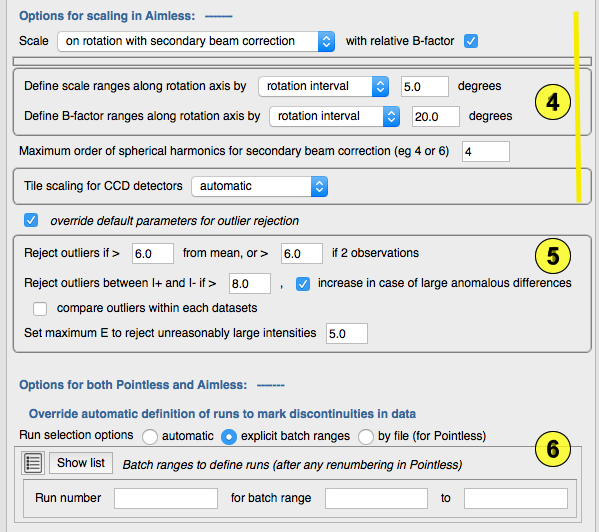 Options for scaling in Aimless: -------
Scale on rotation with secondary beam correction with relative B-factor
Define scale ranges along rotation axis by rotation interval 5.0 degrees
4
Define B-factor ranges along rotation axis by rotation interval 20.0 degrees
Maximum order of spherical harmonics for secondary beam correction (eg 4 or 6) 4
Tile scaling for CCD detectors automatic
override default parameters for outlier rejection
Reject outliers if > 6.0 from mean, or > 6.0 if 2 observations
5
Reject outliers between I+ and I- if > 8.0 , increase in case of large anomalous differences
compare outliers within each datasets
Set maximum E to reject unreasonably large intensities 5.0
Options for both Pointless and Aimless: -------
Override automatic definition of runs to mark discontinuities in data
Run selection options automatic explicit batch ranges by file (for Pointless)
6
Show list Batch ranges to define runs (after any renumbering in Pointless)
Run number for batch range to